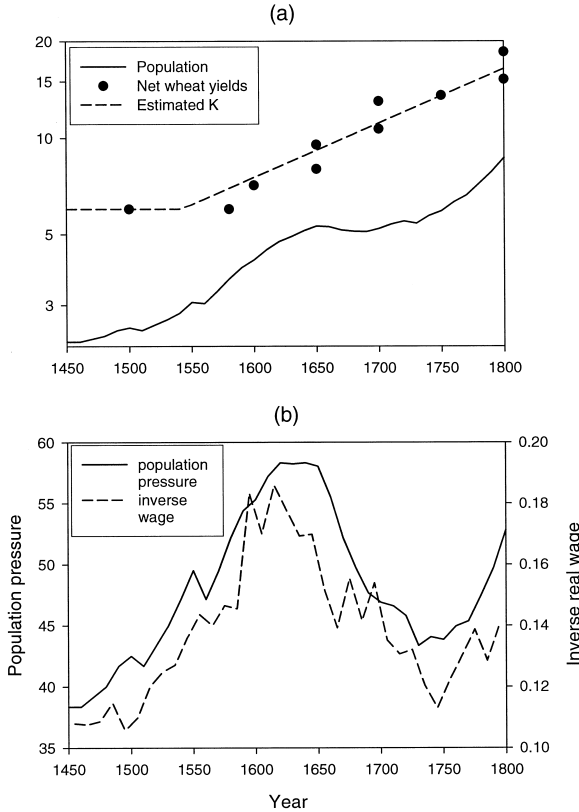 (a)
20
15
10
5
3
Population
Net wheat yields
Estimated K
1450 1500 1550 1600 1650 1700 1750 1800
(b)
60
55
50
45
40
35
Population pressure
population
pressure
inverse
wage
0.20
0.18
0.16
0.14
0.12
0.10
Inverse real wage
1450 1500 1550 1600 1650 1700 1750 1800
Year